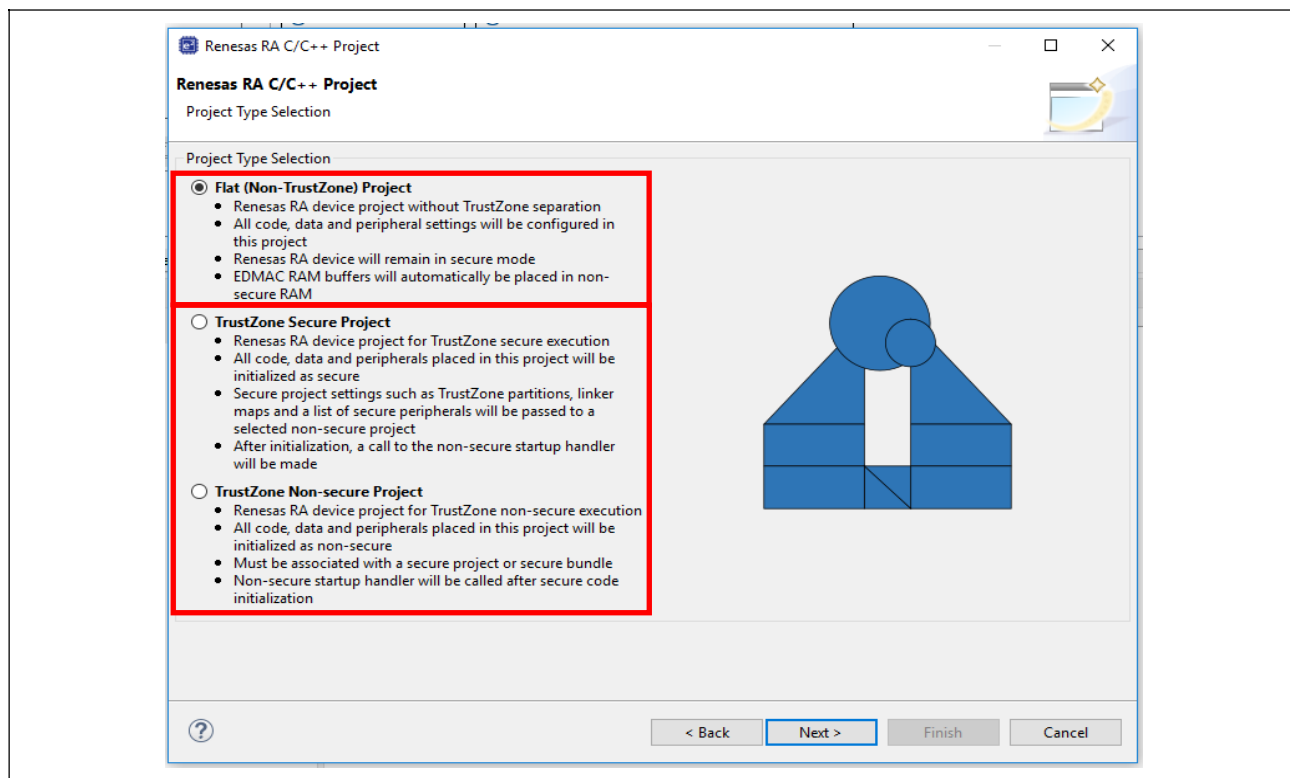 Renesas RA C/C++ Project
Renesas RA C/C++ Project
Project Type Selection
Project Type Selection
Flat (Non-TrustZone) Project
• Renesas RA device project without TrustZone separation
• All code, data and peripheral settings will be configured in
this project
• Renesas RA device will remain in secure mode
• EDMAC RAM buffers will automatically be placed in non-
secure RAM
TrustZone Secure Project
• Renesas RA device project for TrustZone secure execution
• All code, data and peripherals placed in this project will be
initialized as secure
• Secure project settings such as TrustZone partitions, linker
maps and a list of secure peripherals will be passed to a
selected non-secure project
• After initialization, a call to the non-secure startup handler
will be made
TrustZone Non-secure Project
• Renesas RA device project for TrustZone non-secure execution
• All code, data and peripherals placed in this project will be
initialized as non-secure
• Must be associated with a secure project or secure bundle
• Non-secure startup handler will be called after secure code
initialization
?
< Back
Next >
Finish
Cancel